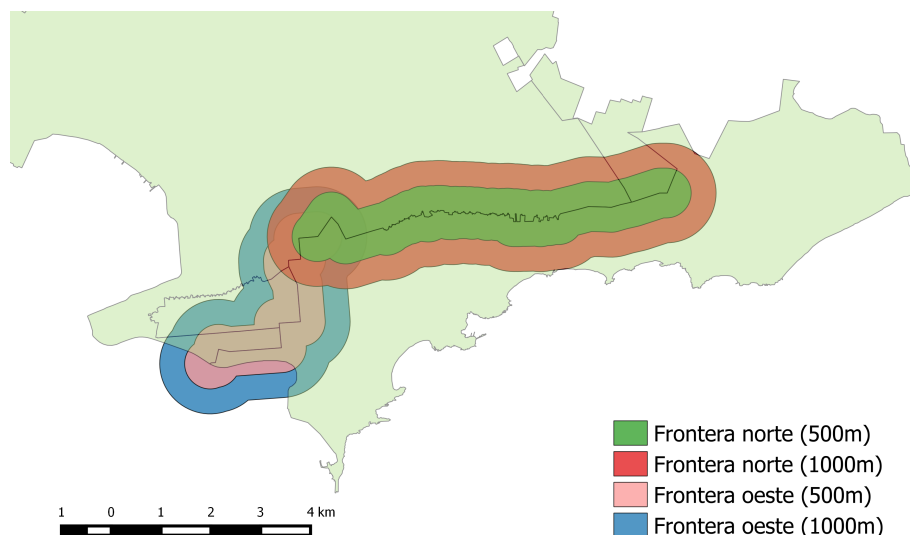 Frontera norte (500m)
Frontera norte (1000m)
Frontera oeste (500m)
Frontera oeste (1000m)
1 0 1 2 3 4 km